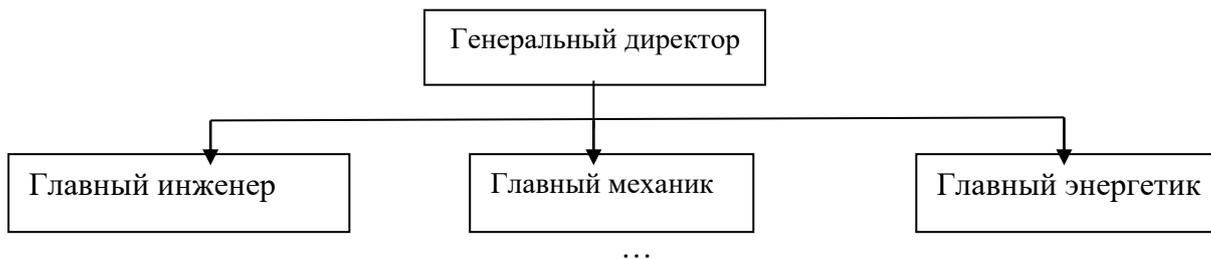 Генеральный директор
Главный инженер
Главный механик
Главный энергетик
…